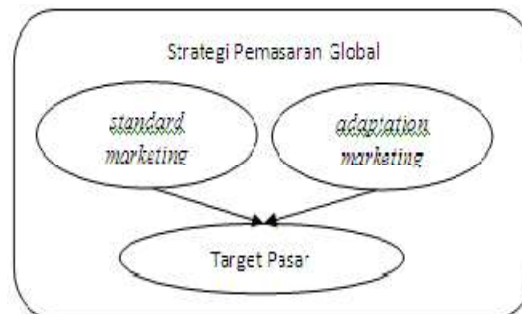 Strategi Pemasaran Global
standard
marketing
adaptation
marketing
Target Pasar